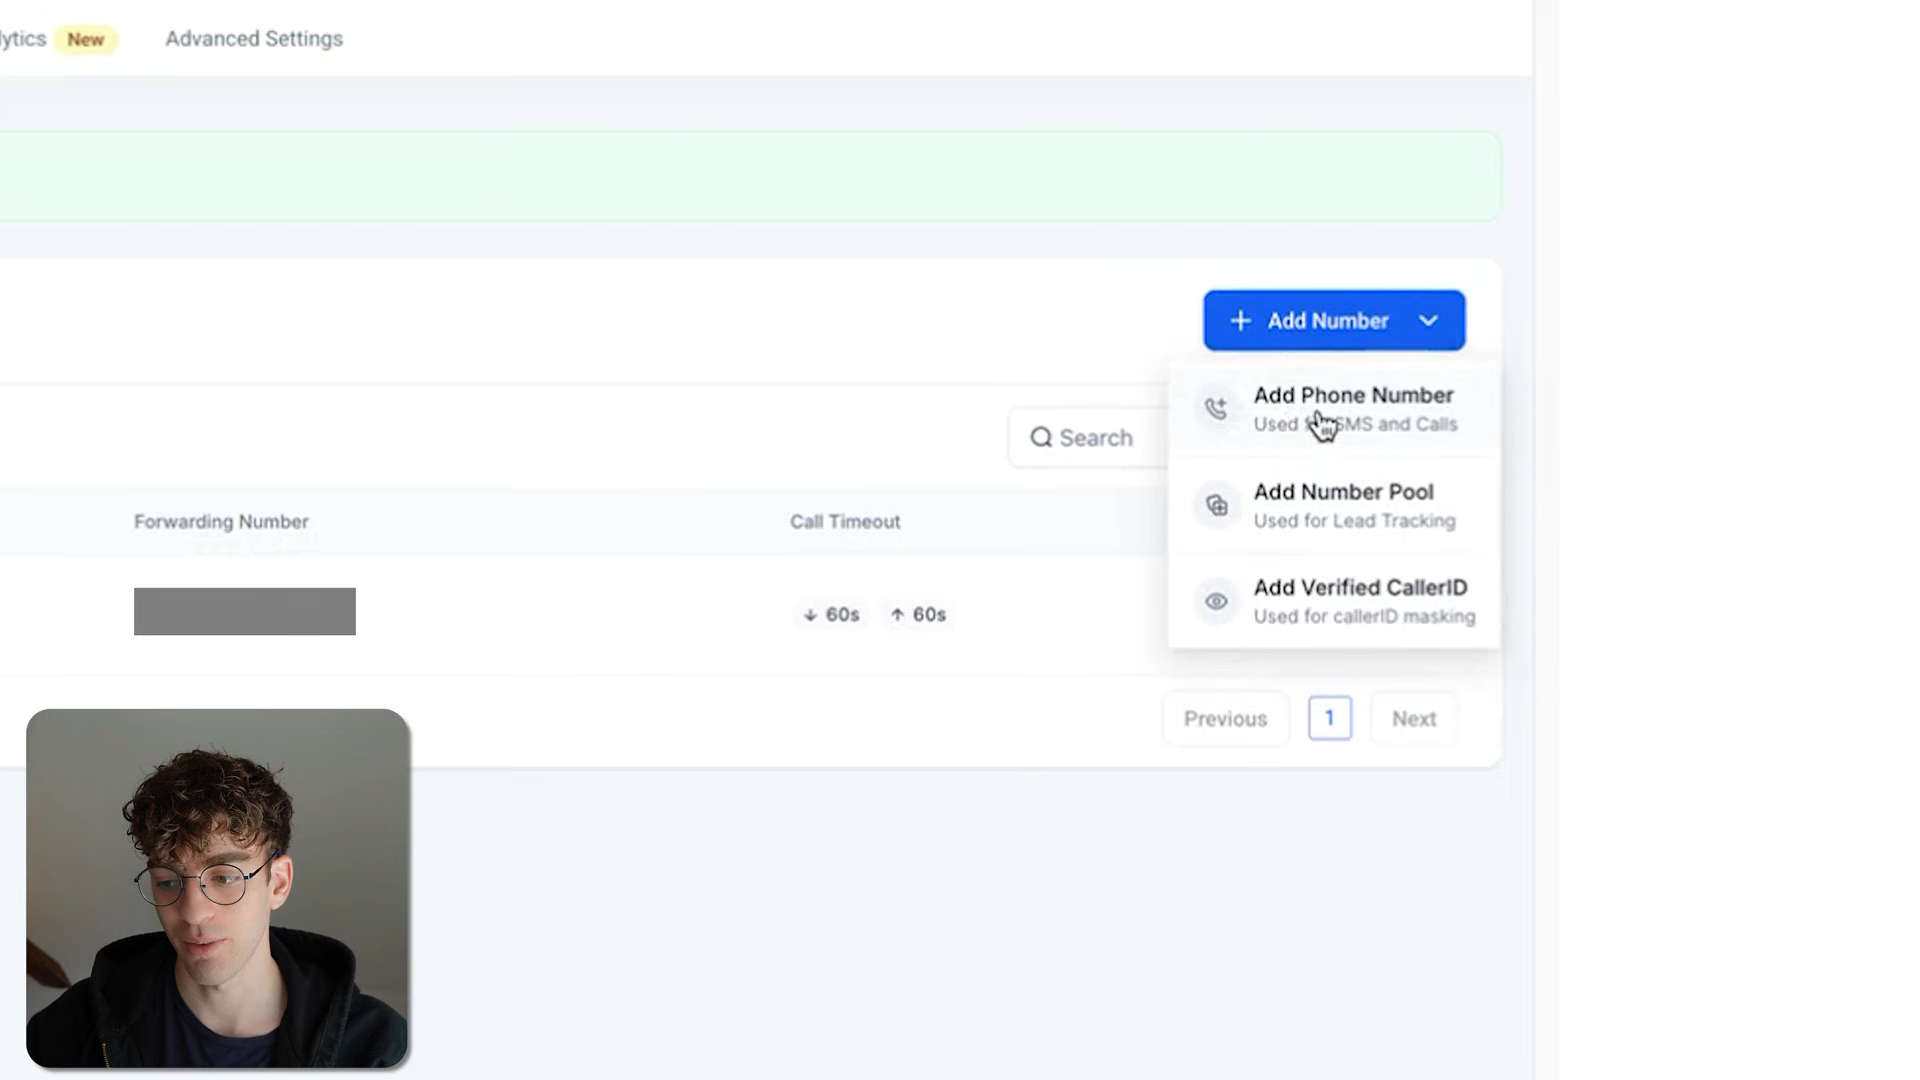 lytics New Advanced Settings
Add Number
Add Phone Number
Used SMS and Calls
Search
Add Number Pool
Used for Lead Tracking
Forwarding Number Call Timeout
Add Verified CallerID
Used for callerID masking
60s 60s
Previous 1 Next